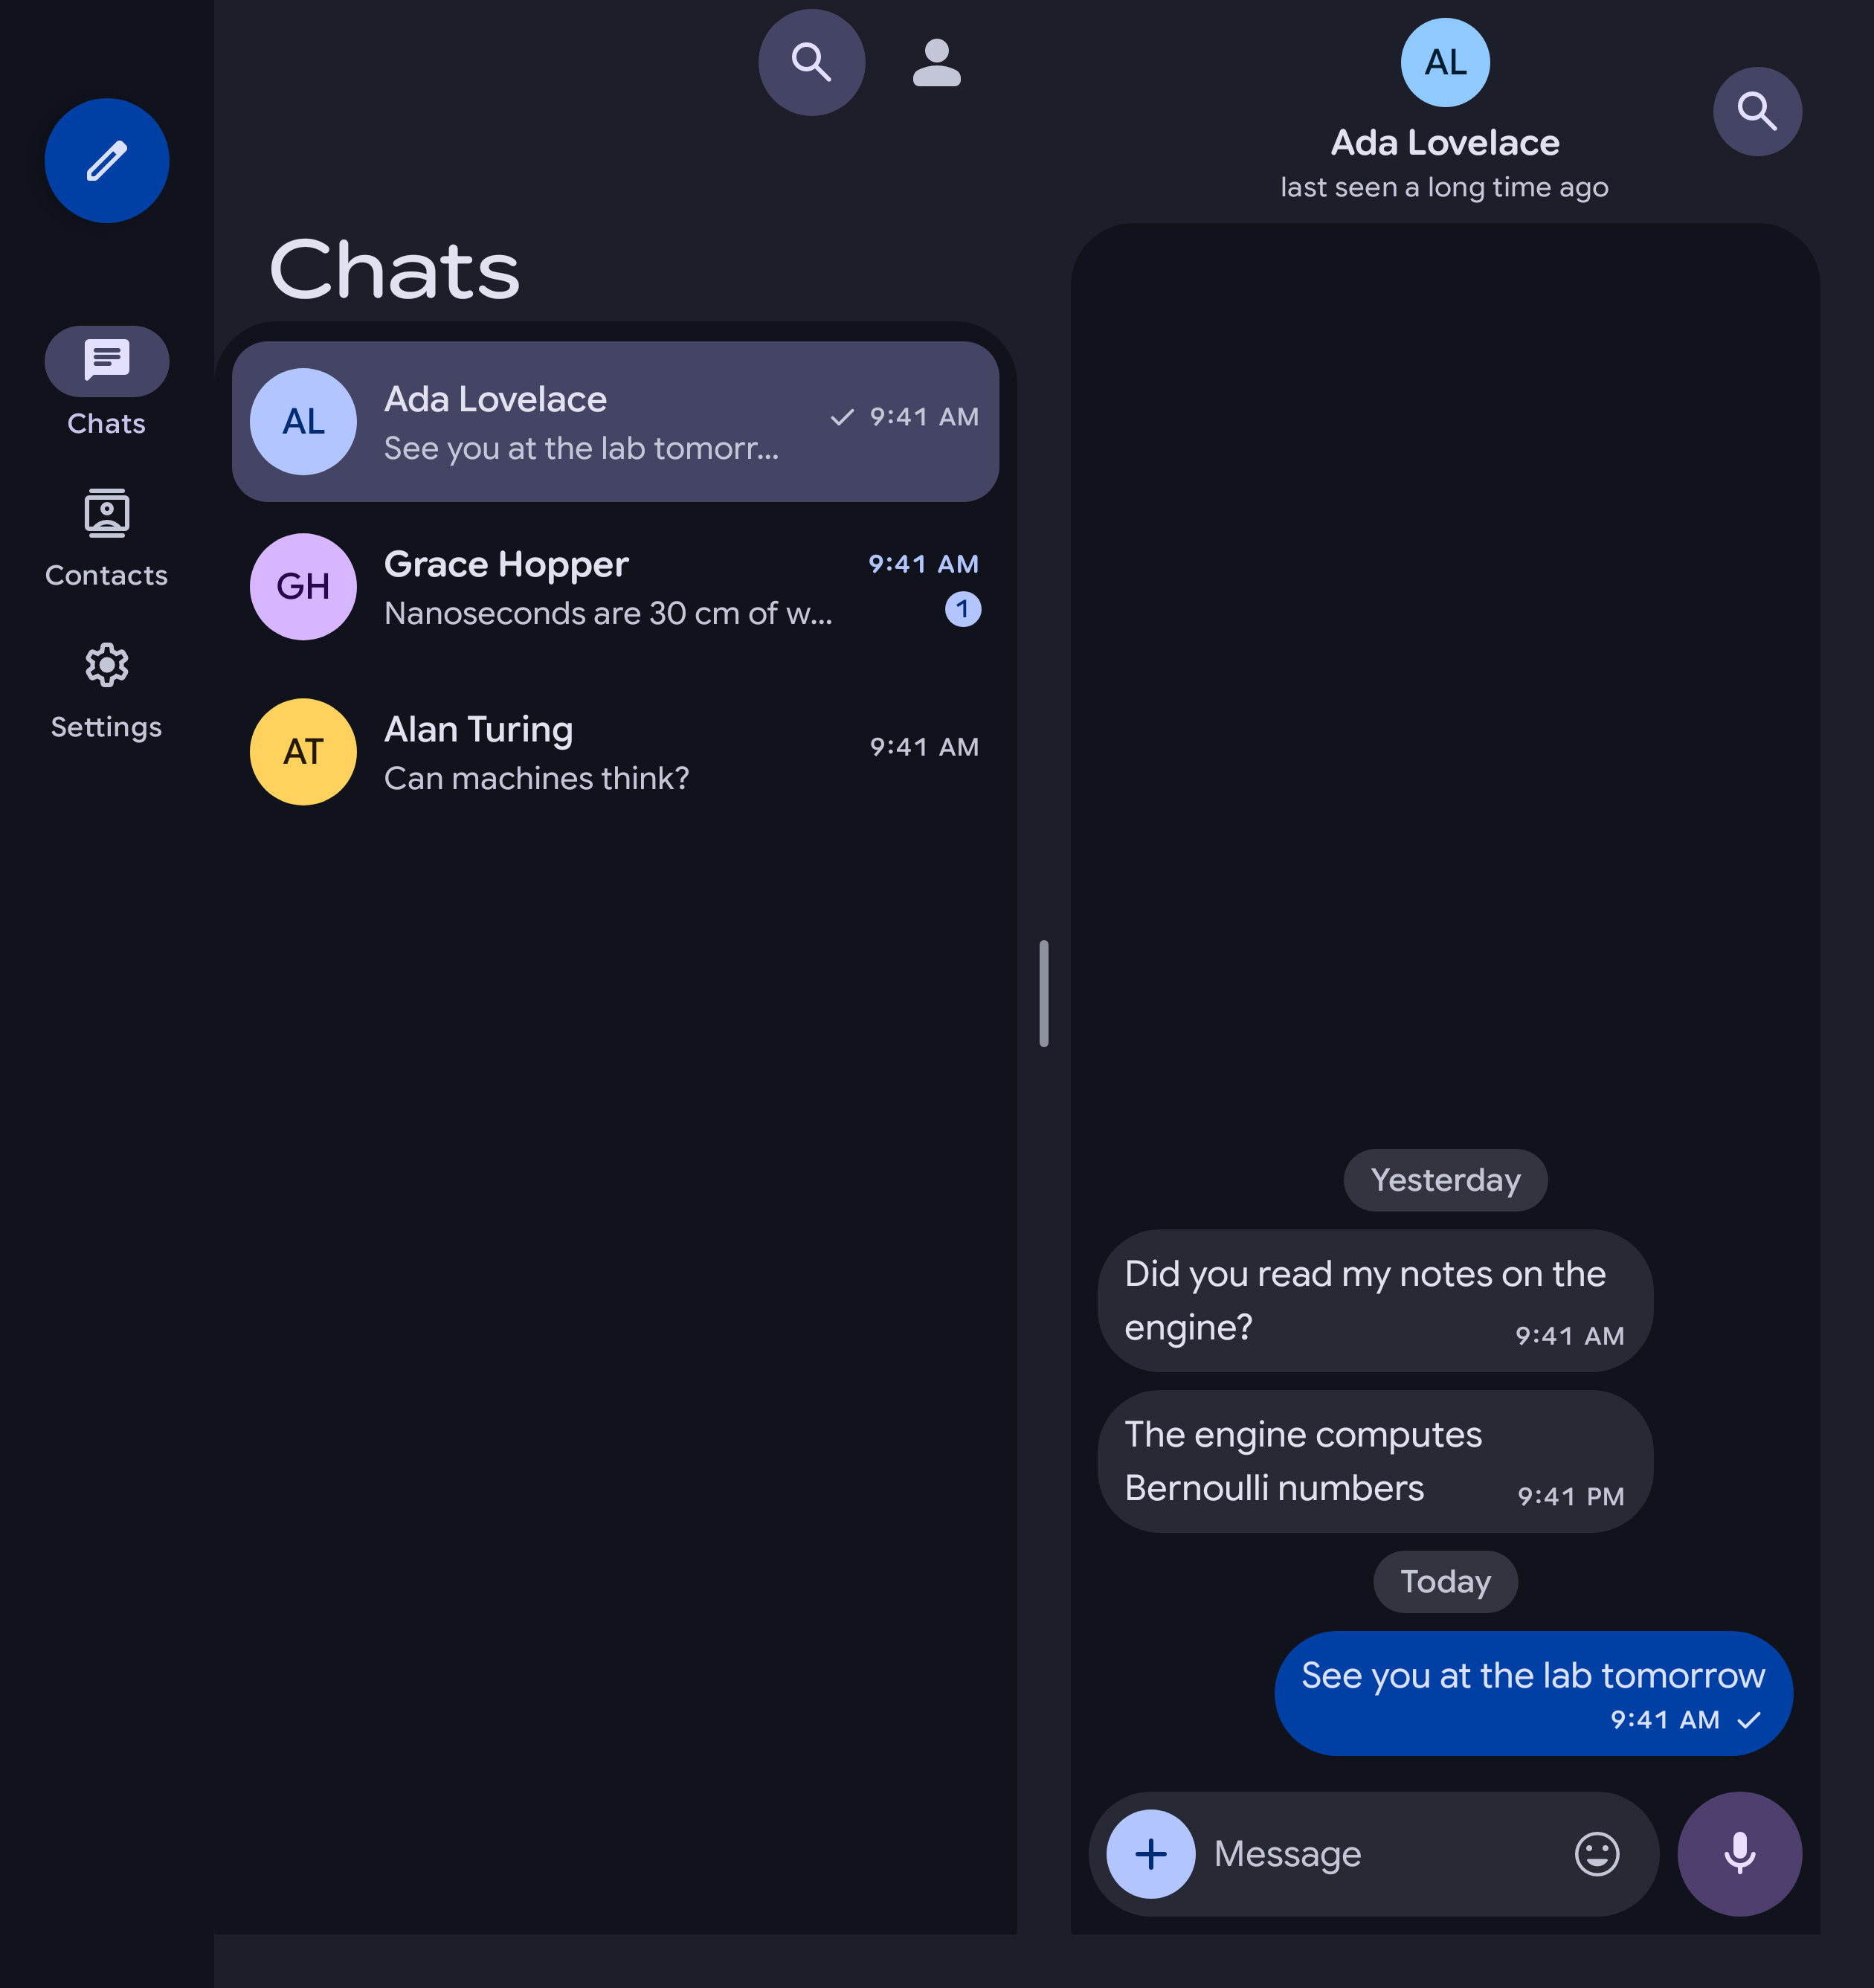 Chats
Contacts
Settings
Chats
AL
Ada Lovelace
9:41 AM
See you at the lab tomorr...
GH
Grace Hopper
9:41 AM
Nanoseconds are 30 cm of w...
1
AT
Alan Turing
9:41 AM
Can machines think?
AL
Ada Lovelace
last seen a long time ago
Yesterday
Did you read my notes on the
engine?
9:41 AM
The engine computes
Bernoulli numbers
9:41 PM
Today
See you at the lab tomorrow
9:41 AM
Message